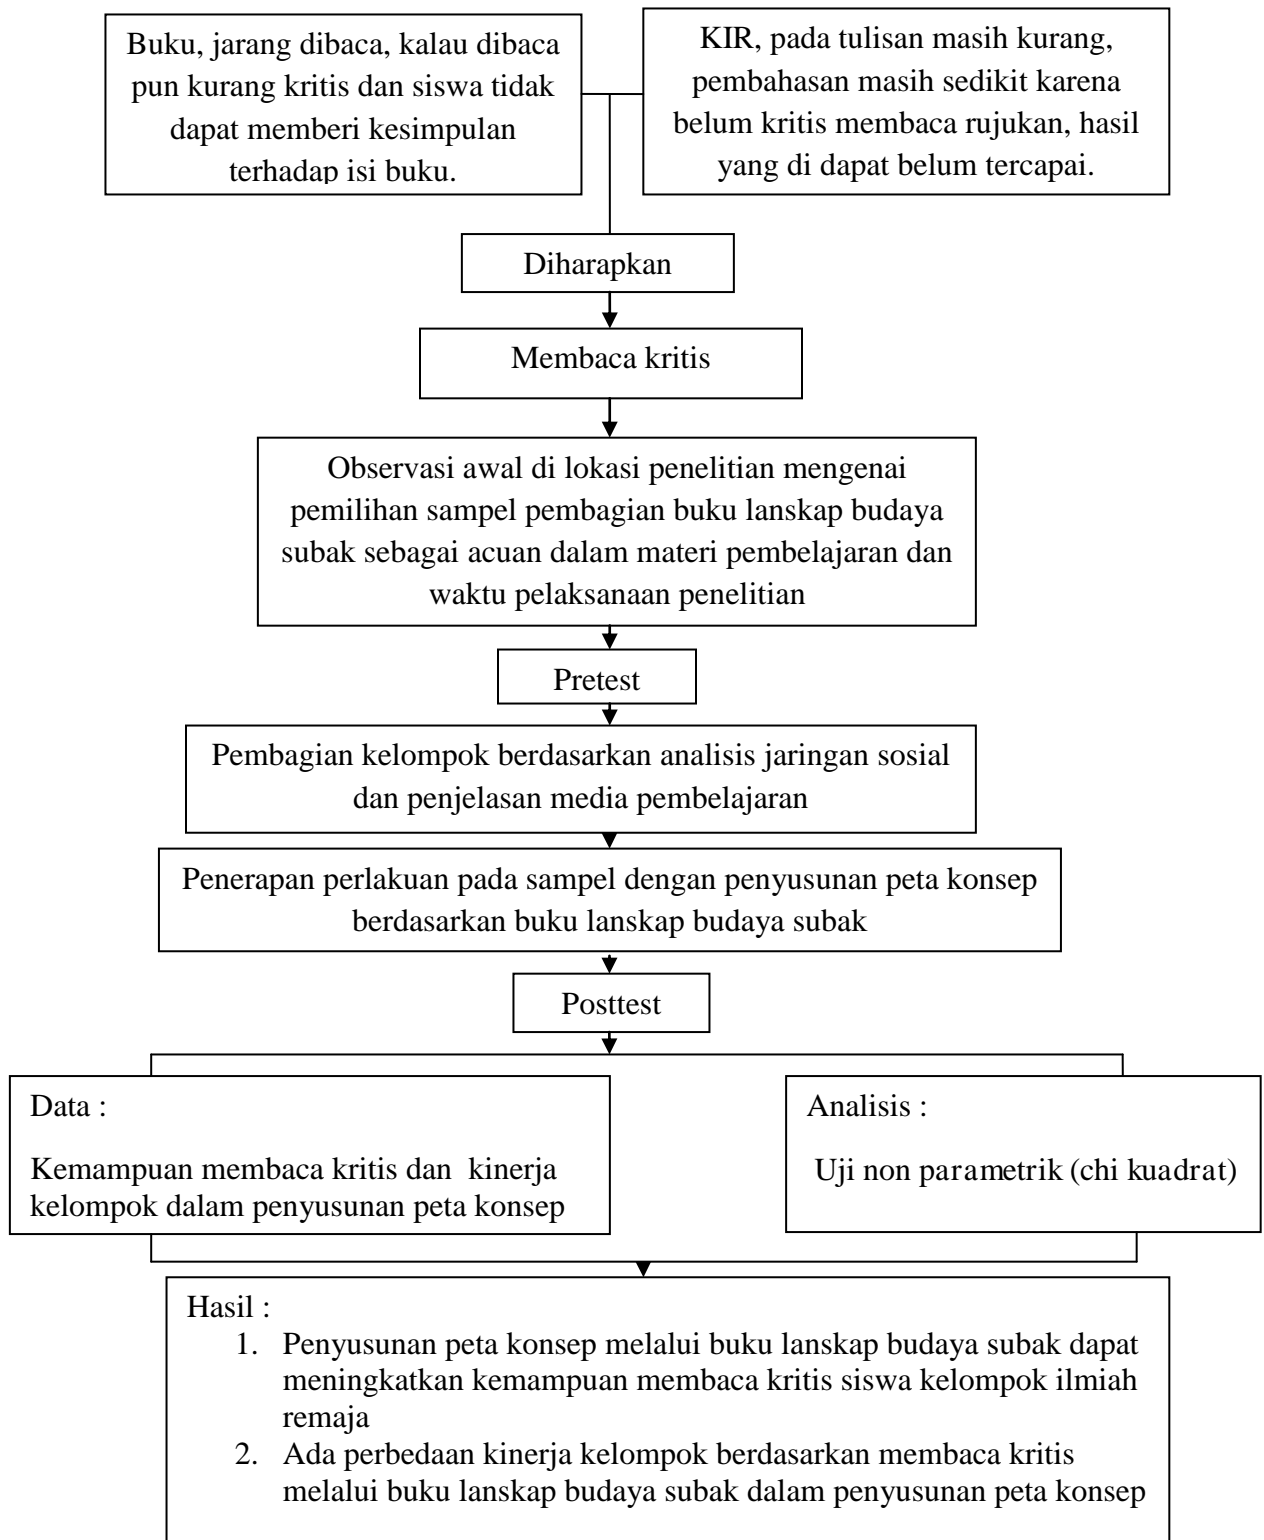 Buku, jarang dibaca, kalau dibaca
pun kurang kritis dan siswa tidak
dapat memberi kesimpulan
terhadap isi buku.
KIR, pada tulisan masih kurang,
pembahasan masih sedikit karena
belum kritis membaca rujukan, hasil
yang di dapat belum tercapai.
Diharapkan
Membaca kritis
Observasi awal di lokasi penelitian mengenai
pemilihan sampel pembagian buku lanskap budaya
subak sebagai acuan dalam materi pembelajaran dan
waktu pelaksanaan penelitian
Pretest
Pembagian kelompok berdasarkan analisis jaringan sosial
dan penjelasan media pembelajaran
Penerapan perlakuan pada sampel dengan penyusunan peta konsep
berdasarkan buku lanskap budaya subak
Posttest
Data :
Kemampuan membaca kritis dan kinerja
kelompok dalam penyusunan peta konsep
Analisis :
Uji non parametrik (chi kuadrat)
Hasil :
1. Penyusunan peta konsep melalui buku lanskap budaya subak dapat
meningkatkan kemampuan membaca kritis siswa kelompok ilmiah
remaja
2. Ada perbedaan kinerja kelompok berdasarkan membaca kritis
melalui buku lanskap budaya subak dalam penyusunan peta konsep